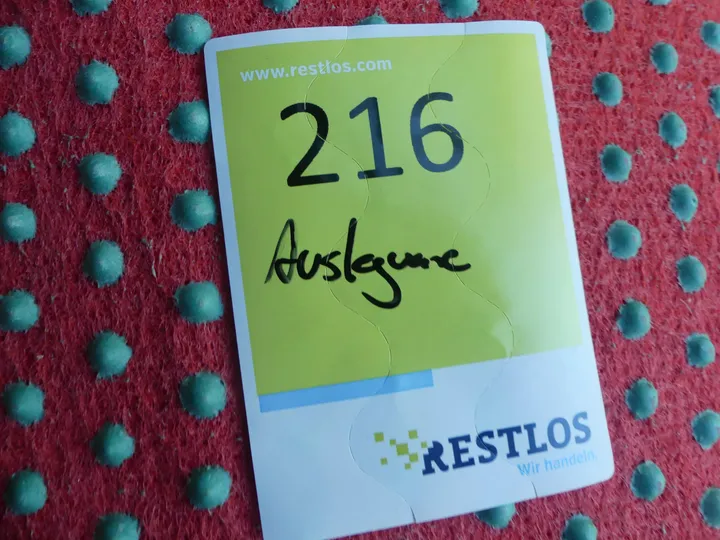 www.restlos.com
216
Auslegware
RESTLOS
Wir handeln.